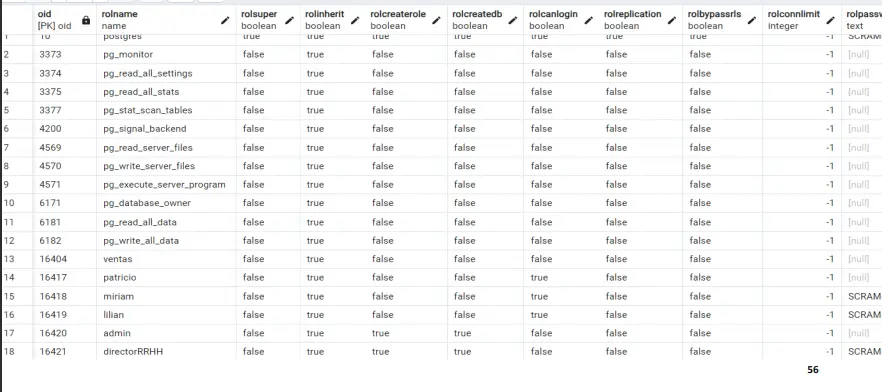 oid rolname rolsuper rolinherit rolcreaterole rolcreatedb rolcanlogin rolreplication rolbypassrls rolconnlimit rolpassw
[PK] oid name boolean boolean boolean boolean boolean boolean boolean integer text
1 10 postgres true true true true true true true -1 SCRAM
2 3373 pg_monitor false true false false false false false -1 [null]
3 3374 pg_read_all_settings false true false false false false false -1 [null]
4 3375 pg_read_all_stats false true false false false false false -1 [null]
5 3377 pg_stat_scan_tables false true false false false false false -1 [null]
6 4200 pg_signal_backend false true false false false false false -1 [null]
7 4569 pg_read_server_files false true false false false false false -1 [null]
8 4570 pg_write_server_files false true false false false false false -1 [null]
9 4571 pg_execute_server_program false true false false false false false -1 [null]
10 6171 pg_database_owner false true false false false false false -1 [null]
11 6181 pg_read_all_data false true false false false false false -1 [null]
12 6182 pg_write_all_data false true false false false false false -1 [null]
13 16404 ventas false true false false false false false -1 [null]
14 16417 patricio false true false false true false false -1 [null]
15 16418 miriam false true false false true false false -1 SCRAM
16 16419 lilian false true false false true false false -1 SCRAM
17 16420 admin false true true true false false false -1 [null]
18 16421 directorRRHH false true true true false false false -1 SCRAM
56